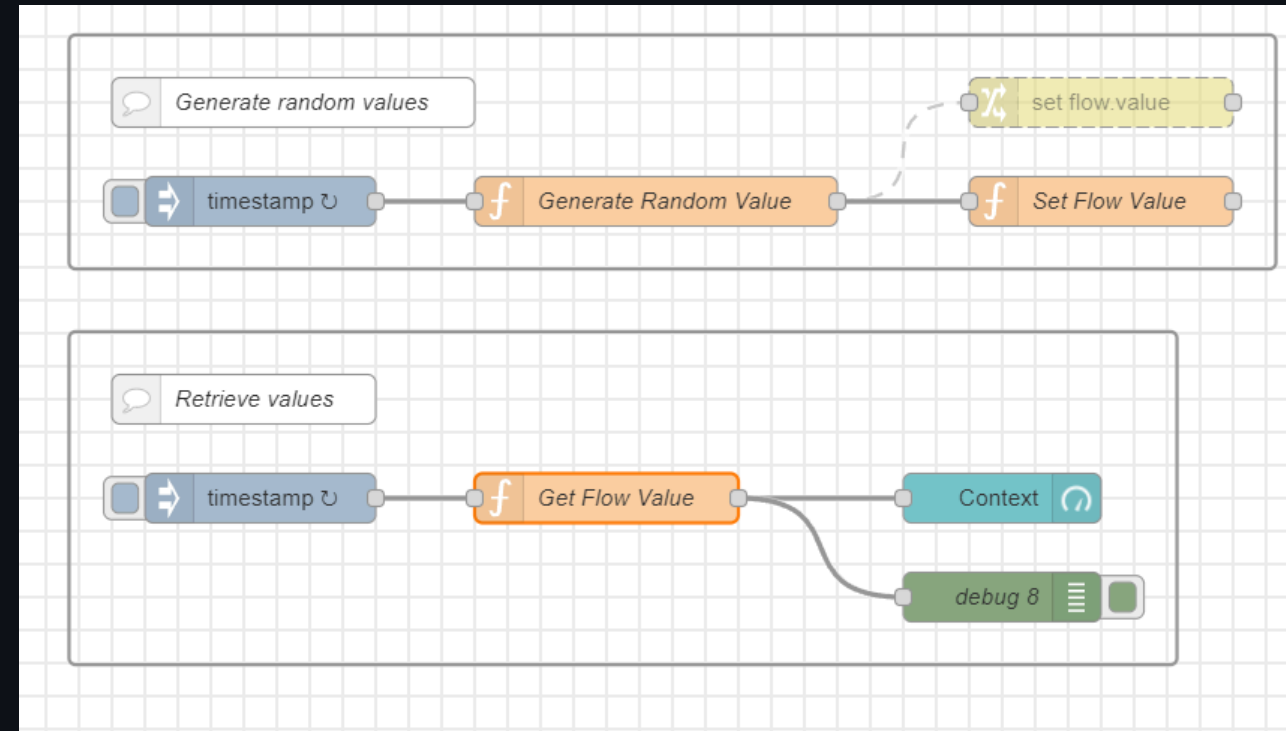 Generate random values
set flow.value
timestamp ↻
Generate Random Value
Set Flow Value
Retrieve values
timestamp ↻
Get Flow Value
Context
debug 8